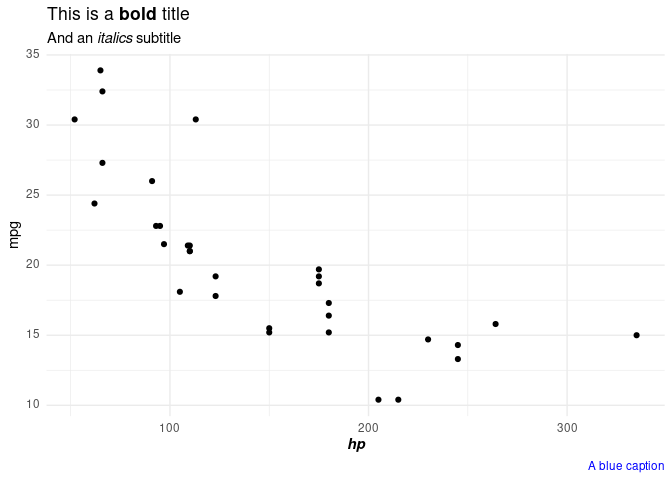 This is a bold title
And an italics subtitle
35
30
25
20
15
10
mpg
100 200 300
hp
A blue caption